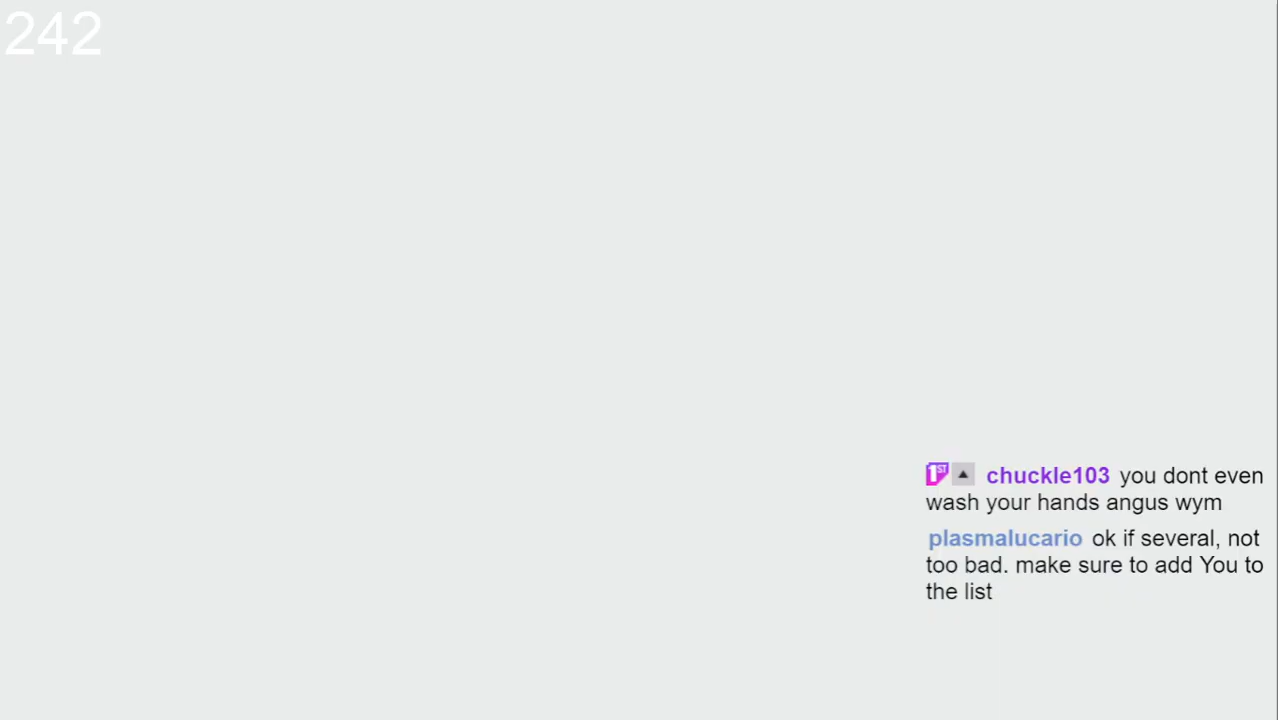 242
1ST chuckle103 you dont even
wash your hands angus wym
plasmalucario ok if several, not
too bad. make sure to add You to
the list